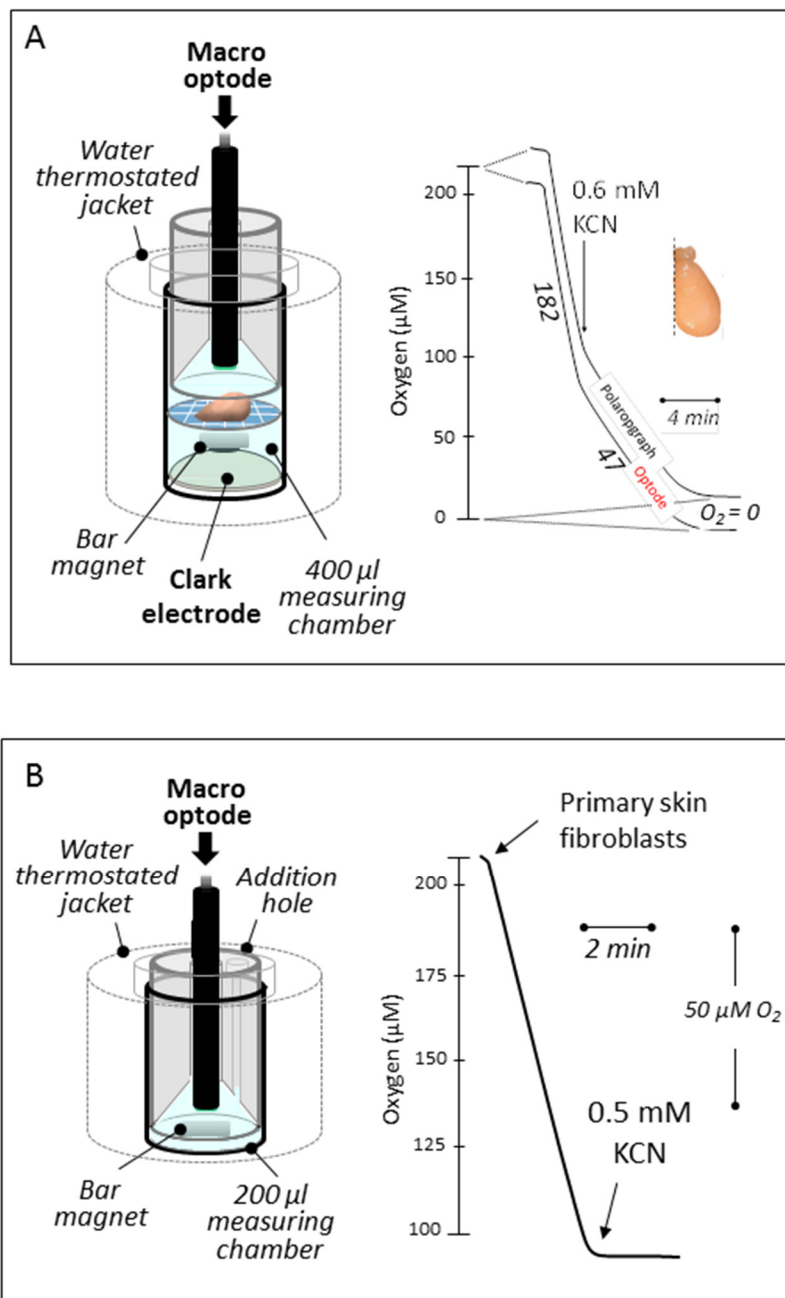 A
Macro
optode
Water
thermostated
jacket
Bar
magnet
Clark
electrode
400 µl
measuring
chamber
Oxygen (µM)
200
150
100
50
0
0.6 mM
KCN
182
47
Polaropgraph
Optode
4 min
O₂ = 0
B
Macro
optode
Water
thermostated
jacket
Addition
hole
Bar
magnet
200 µl
measuring
chamber
Oxygen (µM)
200
175
150
125
100
Primary skin
fibroblasts
2 min
50 µM O₂
0.5 mM
KCN